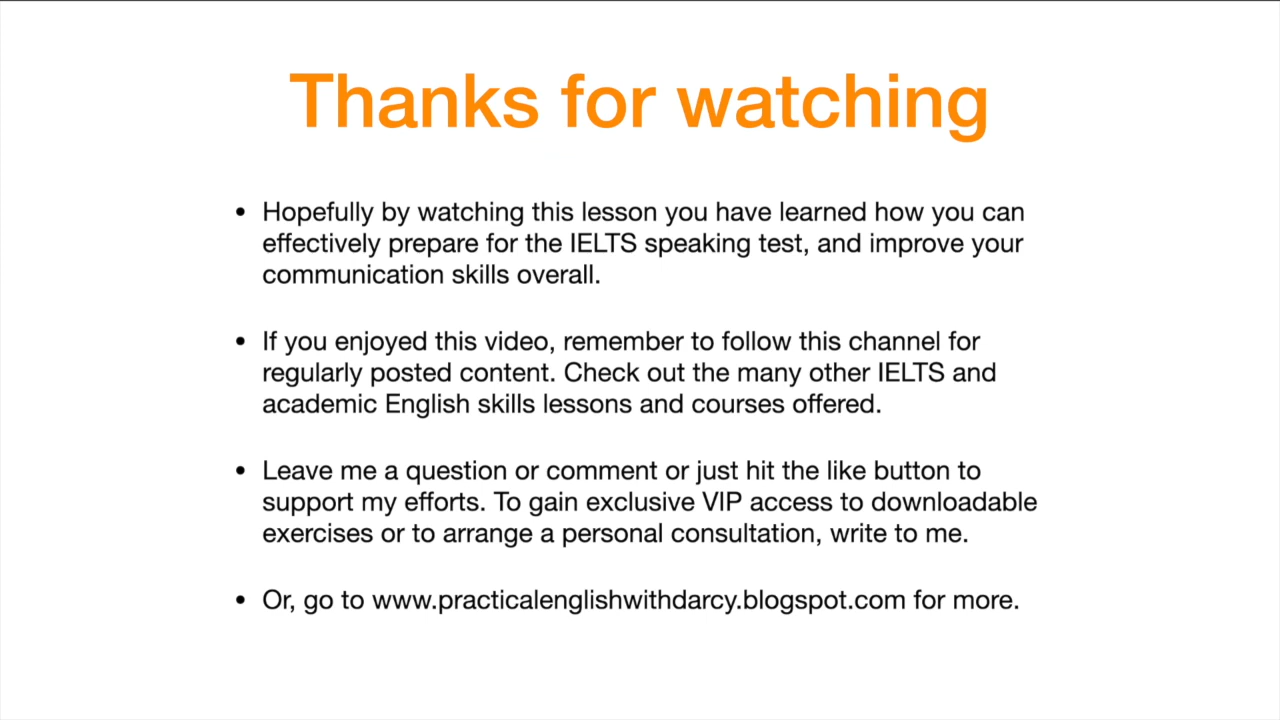 Thanks for watching
• Hopefully by watching this lesson you have learned how you can
effectively prepare for the IELTS speaking test, and improve your
communication skills overall.
• If you enjoyed this video, remember to follow this channel for
regularly posted content. Check out the many other IELTS and
academic English skills lessons and courses offered.
• Leave me a question or comment or just hit the like button to
support my efforts. To gain exclusive VIP access to downloadable
exercises or to arrange a personal consultation, write to me.
• Or, go to www.practicalenglishwithdarcy.blogspot.com for more.